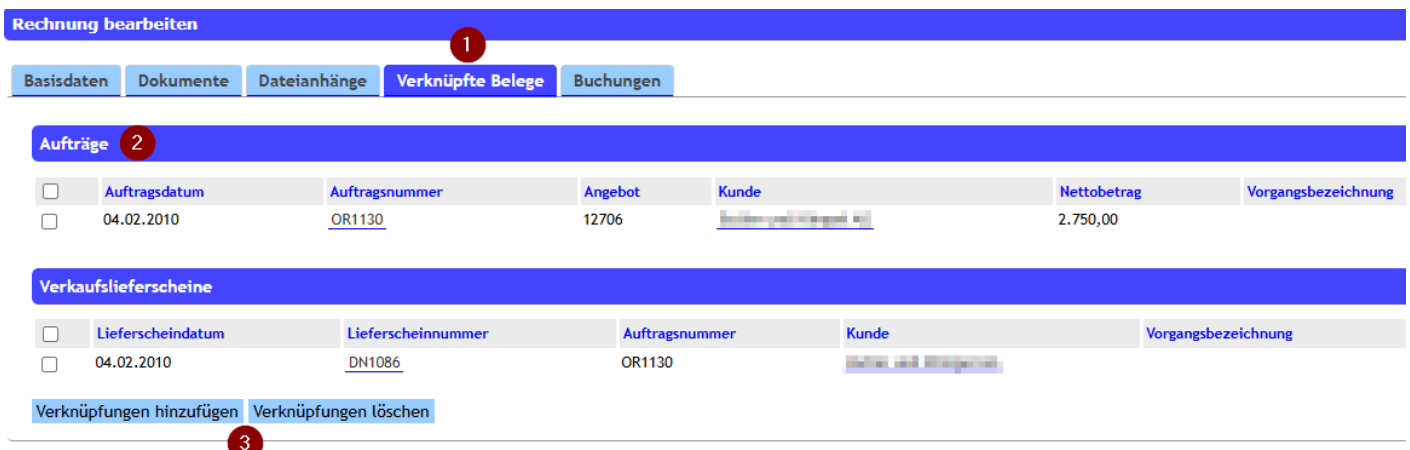 Rechnung bearbeiten
1
Basisdaten Dokumente Dateianhänge Verknüpfte Belege Buchungen
Aufträge 2
Auftragsdatum Auftragsnummer Angebot Kunde Nettobetrag Vorgangsbezeichnung
04.02.2010 OR1130 12706 2.750,00
Verkaufslieferscheine
Lieferscheindatum Lieferscheinnummer Auftragsnummer Kunde Vorgangsbezeichnung
04.02.2010 DN1086 OR1130
Verknüpfungen hinzufügen Verknüpfungen löschen
3